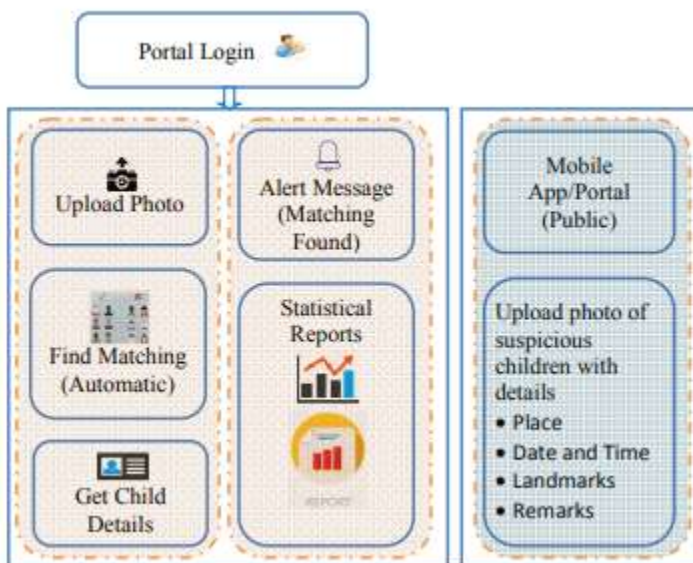 Portal Login
Upload Photo
Find Matching
(Automatic)
Get Child
Details
Alert Message
(Matching
Found)
Statistical
Reports
REPORT
Mobile
App/Portal
(Public)
Upload photo of
suspicious
children with
details
• Place
• Date and Time
• Landmarks
• Remarks